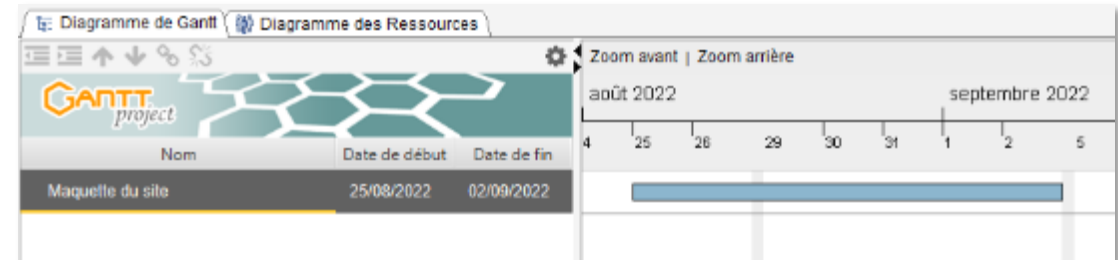 Diagramme de Gantt Diagramme des Ressources
Zoom avant | Zoom arrière
GANTT project
août 2022 septembre 2022
4 25 26 29 30 31 1 2 5
Nom Date de début Date de fin
Maquette du site 25/08/2022 02/09/2022